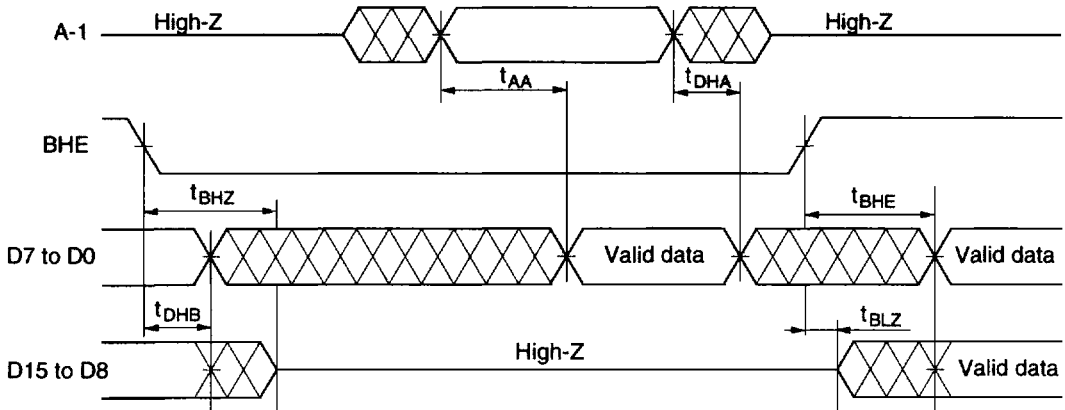 A-1 High-Z High-Z
tAA tDHA
BHE
tBHZ tBHE
D7 to D0 Valid data Valid data
tDHB tBLZ
D15 to D8 High-Z Valid data